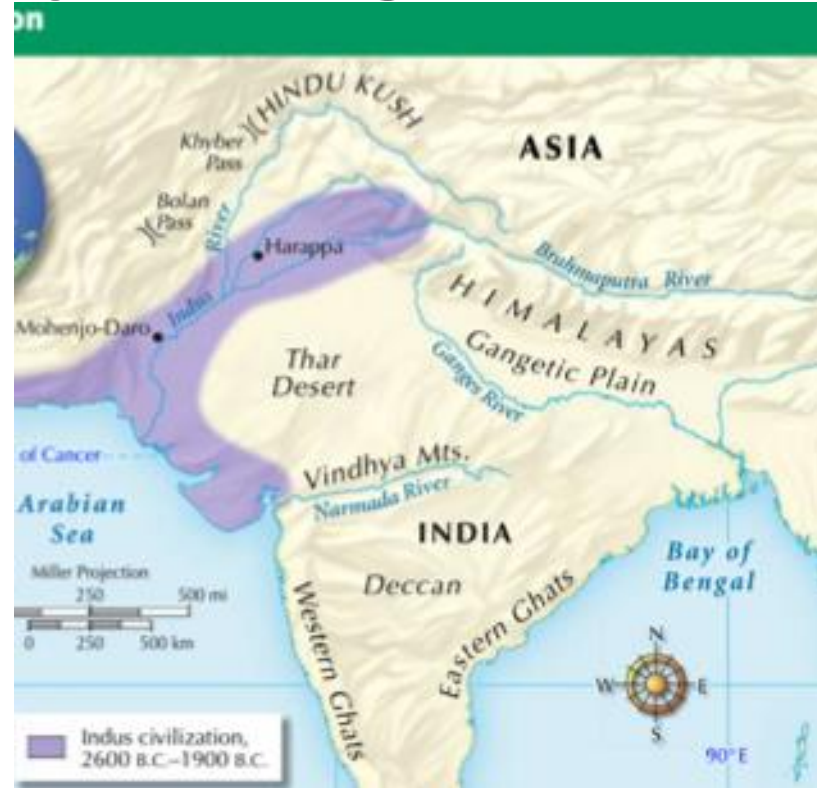 on
HINDU KUSH
Khyber
Pass
ASIA
Bolan
Pass
River
Harappa
Brahmaputra River
Indus
HIMALAYAS
Mohenjo-Daro
Gangetic Plain
Thar
Desert
Ganges River
of Cancer
Vindhya Mts.
Narmada River
Arabian
Sea
INDIA
Bay of
Bengal
Miller Projection
250 500 mi
0 250 500 km
Deccan
Western Ghats
Eastern Ghats
N
W E
S
Indus civilization,
2600 B.C.–1900 B.C.
90°E